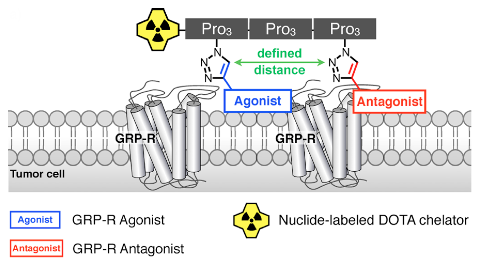 Pro3 Pro3 Pro3
N N N N N N
defined
distance
Agonist Antagonist
GRP-R GRP-R
Tumor cell
Agonist GRP-R Agonist Nuclide-labeled DOTA chelator
Antagonist GRP-R Antagonist